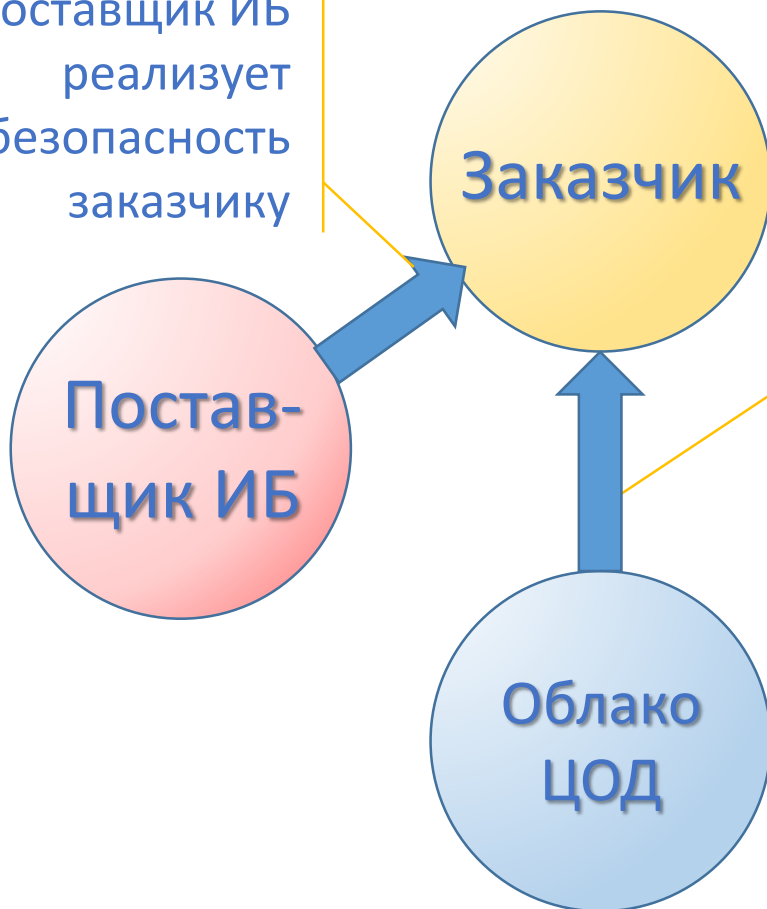 оставщик ИБ
реализует
безопасность
заказчику
Заказчик
Постав-
щик ИБ
Облако
ЦОД